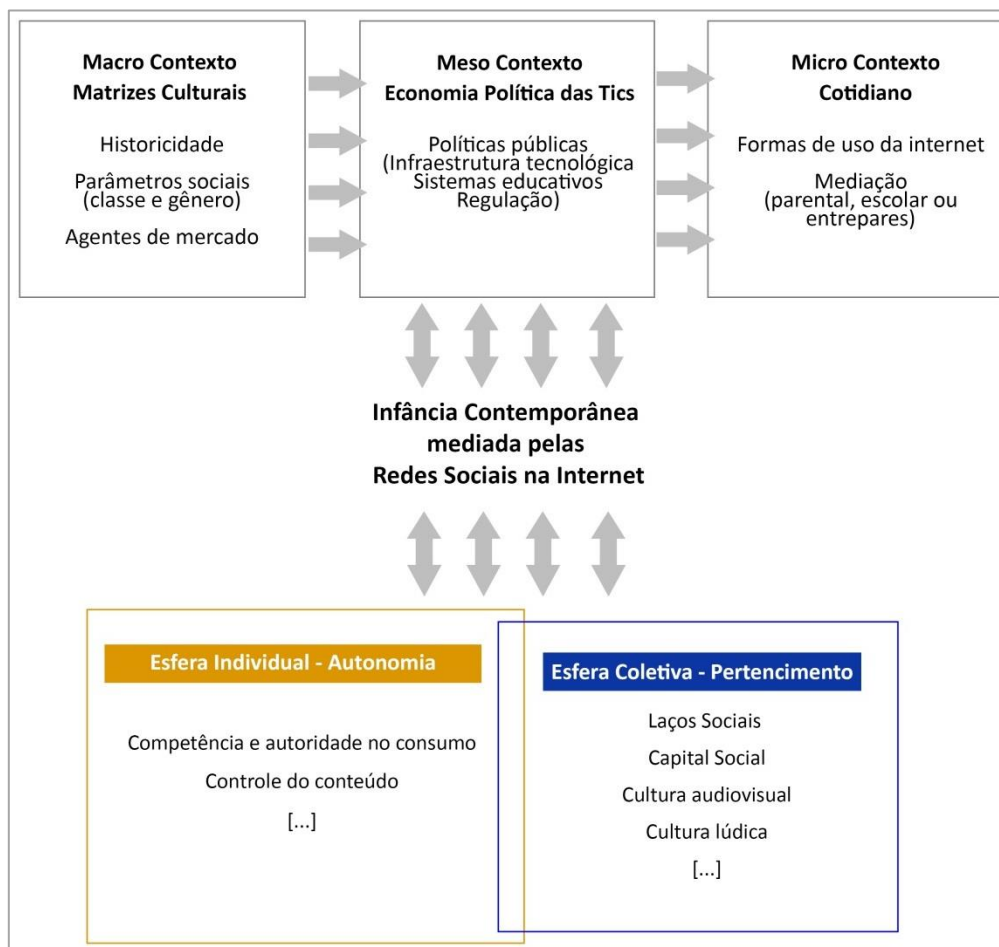 Macro Contexto
Matrizes Culturais
Historicidade
Parâmetros sociais
(classe e gênero)
Agentes de mercado
Meso Contexto
Economia Política das Tics
Políticas públicas
(Infraestrutura tecnológica
Sistemas educativos
Regulação)
Micro Contexto
Cotidiano
Formas de uso da internet
Mediação
(parental, escolar ou
entrepares)
Infância Contemporânea
mediada pelas
Redes Sociais na Internet
Esfera Individual - Autonomia
Competência e autoridade no consumo
Controle do conteúdo
[...]
Esfera Coletiva - Pertencimento
Laços Sociais
Capital Social
Cultura audiovisual
Cultura lúdica
[...]